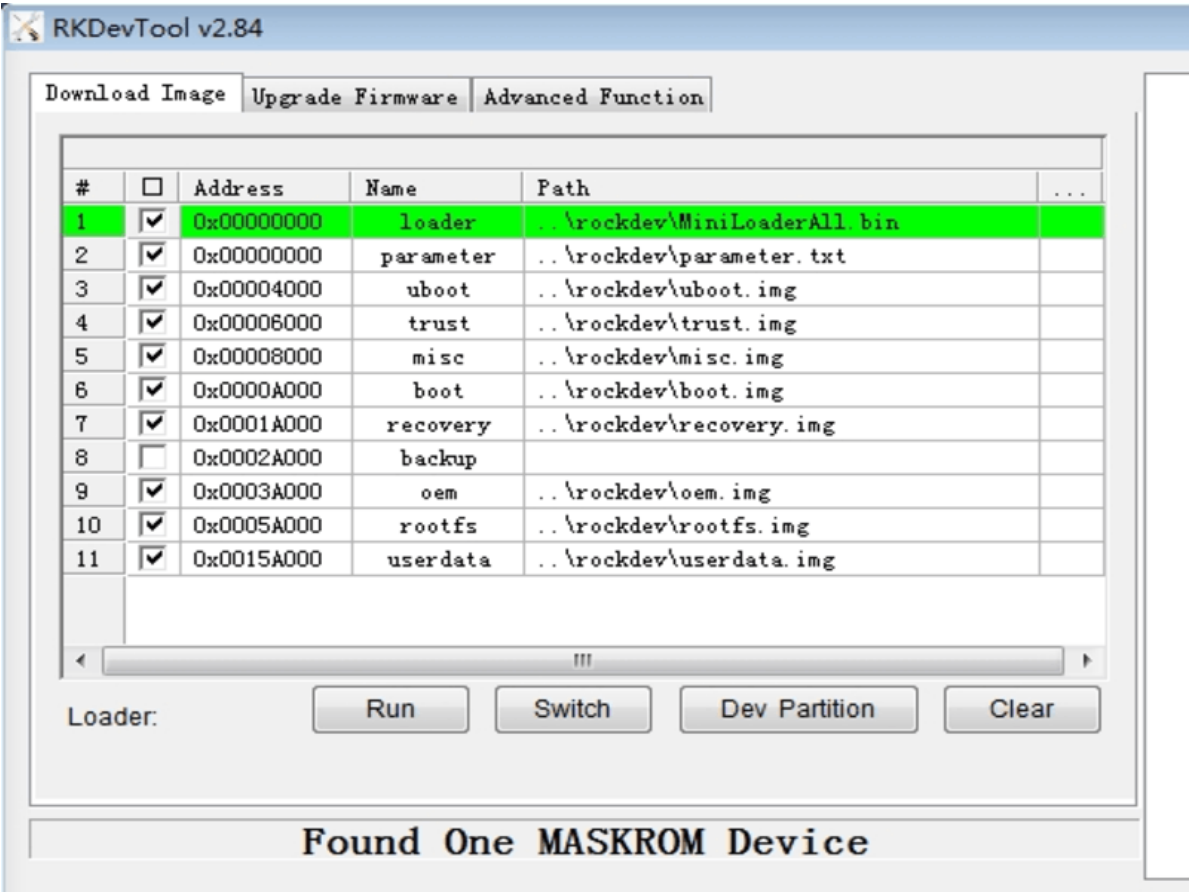 RKDevTool v2.84
Download Image Upgrade Firmware Advanced Function
# Address Name Path ...
1 0x00000000 loader ..\rockdev\MiniLoaderAll.bin
2 0x00000000 parameter ..\rockdev\parameter.txt
3 0x00004000 uboot ..\rockdev\uboot.img
4 0x00006000 trust ..\rockdev\trust.img
5 0x00008000 misc ..\rockdev\misc.img
6 0x0000A000 boot ..\rockdev\boot.img
7 0x0001A000 recovery ..\rockdev\recovery.img
8 0x0002A000 backup
9 0x0003A000 oem ..\rockdev\oem.img
10 0x0005A000 rootfs ..\rockdev\rootfs.img
11 0x0015A000 userdata ..\rockdev\userdata.img
Loader: Run Switch Dev Partition Clear
Found One MASKROM Device